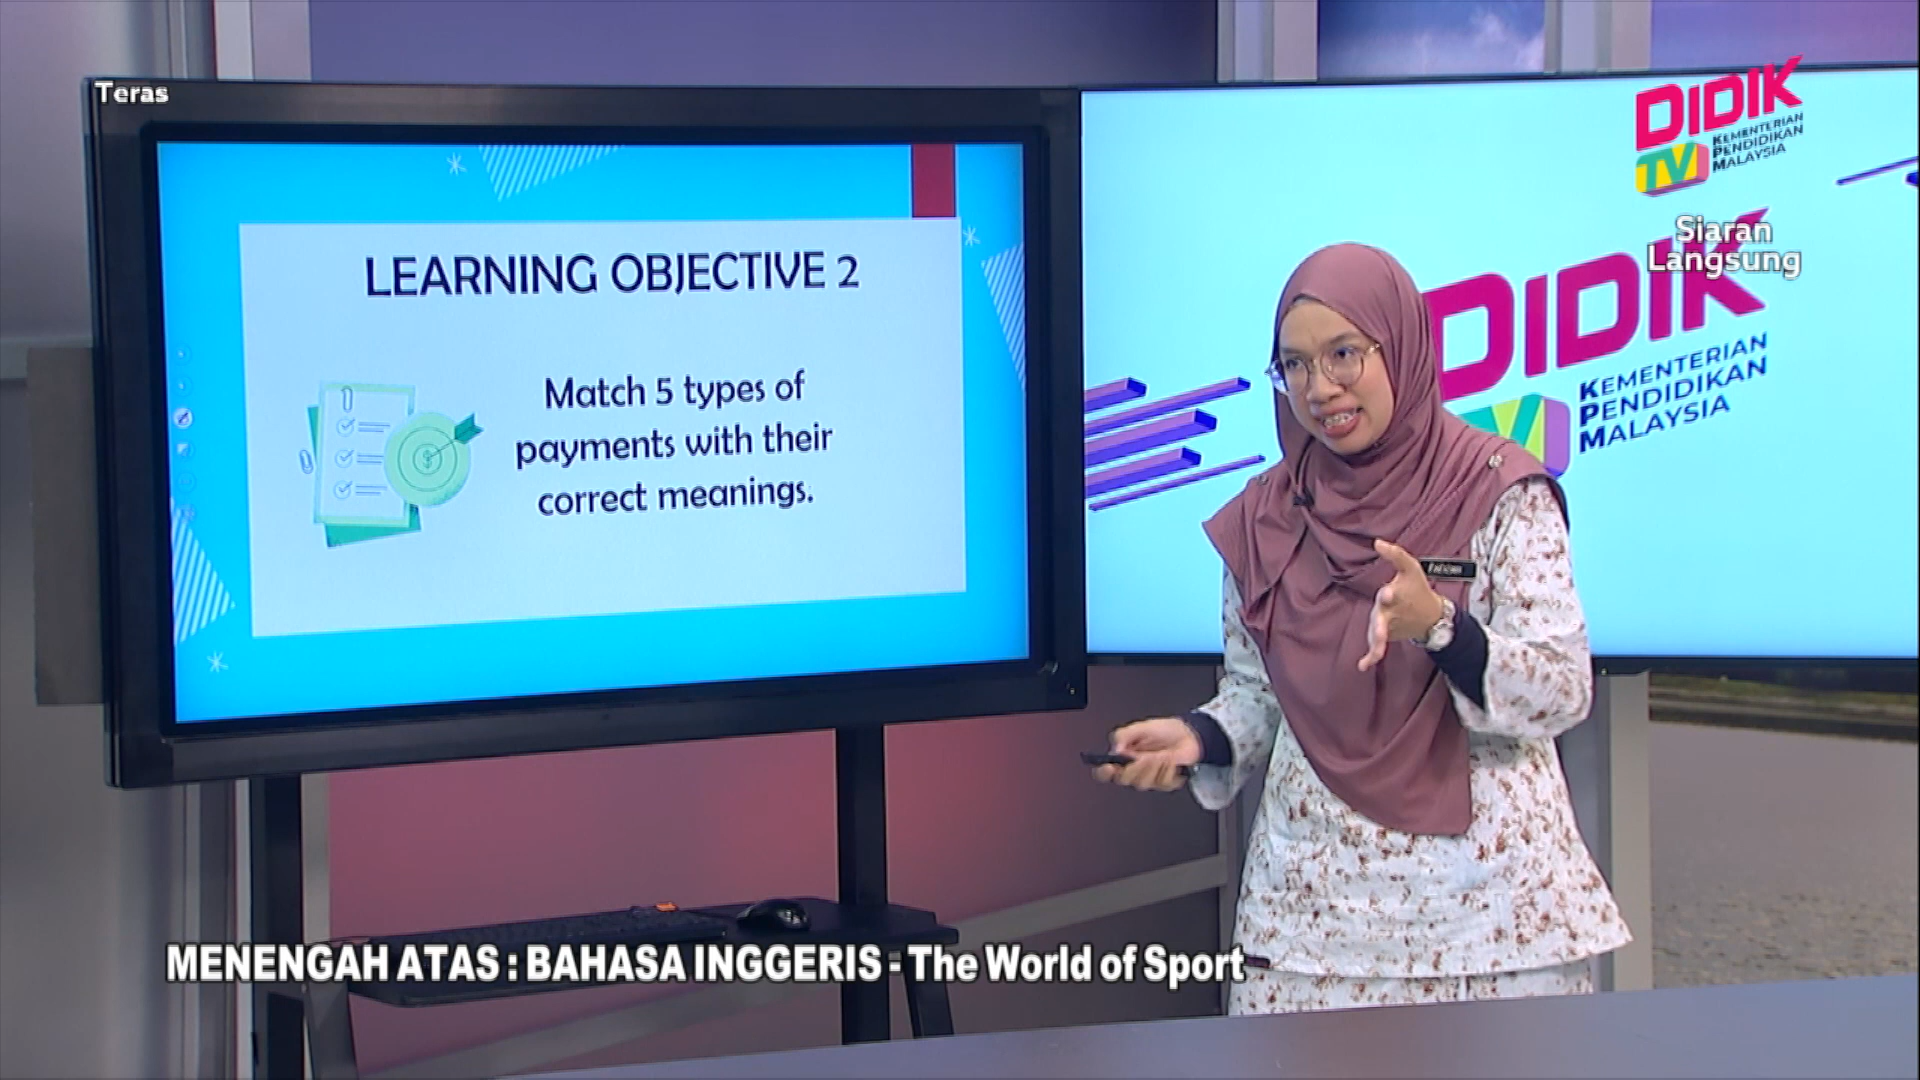 Teras
LEARNING OBJECTIVE 2
Match 5 types of
payments with their
correct meanings.
DIDIK
TV
KEMENTERIAN
PENDIDIKAN
MALAYSIA
Siaran
Langsung
DIDIK
TV
KEMENTERIAN
PENDIDIKAN
MALAYSIA
MENENGAH ATAS : BAHASA INGGERIS - The World of Sport